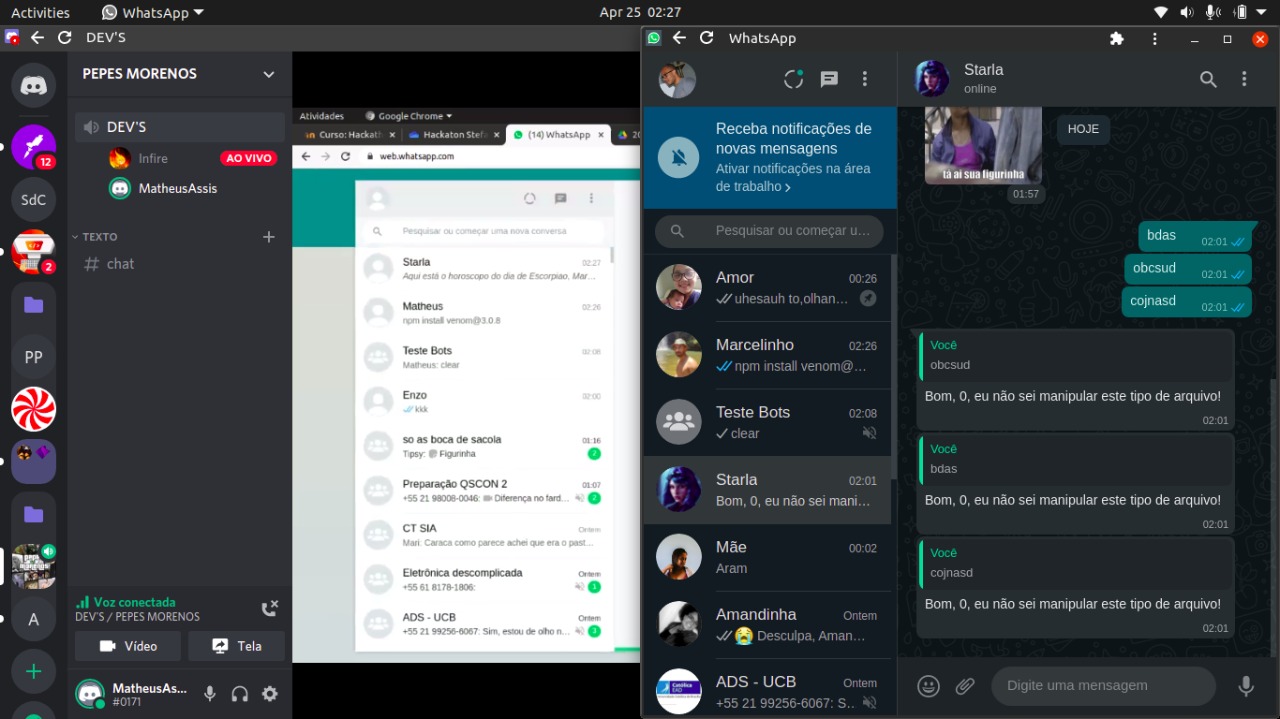 Activities
WhatsApp
Apr 25 02:27
DEV'S
WhatsApp
12
SdC
2
PP
A
PEPES MORENOS
DEV'S
Infire
AO VIVO
MatheusAssis
TEXTO
chat
Voz conectada
DEV'S / PEPES MORENOS
Vídeo
Tela
MatheusAs...
#0171
Atividades
Google Chrome
Curso: Hackath
Hackaton Stefa
(14) WhatsApp
web.whatsapp.com
Pesquisar ou começar uma nova conversa
Starla
02:27
Aqui está o horoscopo do dia de Escorpiao, Mar...
Matheus
02:26
npm install venom@3.0.8
Teste Bots
02:08
Matheus: clear
Enzo
02:00
kkk
so as boca de sacola
01:16
Tipsy: Figurinha
2
Preparação QSCON 2
01:07
+55 21 98008-0046: Diferença no fard...
2
CT SIA
Ontem
Mari: Caraca como parece achei que era o past...
Eletrônica descomplicada
Ontem
+55 61 8178-1806:
1
ADS - UCB
Ontem
+55 21 99256-6067: Sim, estou de olho n...
3
Receba notificações de
novas mensagens
Ativar notificações na área
de trabalho
Pesquisar ou começar u...
Amor
00:26
uhesauh to,olhan...
Marcelinho
02:26
npm install venom@...
Teste Bots
02:08
clear
Starla
02:01
Bom, 0, eu não sei mani...
Mãe
00:02
Aram
Amandinha
Ontem
Desculpa, Aman...
ADS - UCB
Ontem
+55 21 99256-6067: S...
Católica
EAD
Starla
online
HOJE
tá aí sua figurinha
01:57
bdas
02:01
obcsud
02:01
cojnasd
02:01
Você
obcsud
Bom, 0, eu não sei manipular este tipo de arquivo!
02:01
Você
bdas
Bom, 0, eu não sei manipular este tipo de arquivo!
02:01
Você
cojnasd
Bom, 0, eu não sei manipular este tipo de arquivo!
02:01
Digite uma mensagem